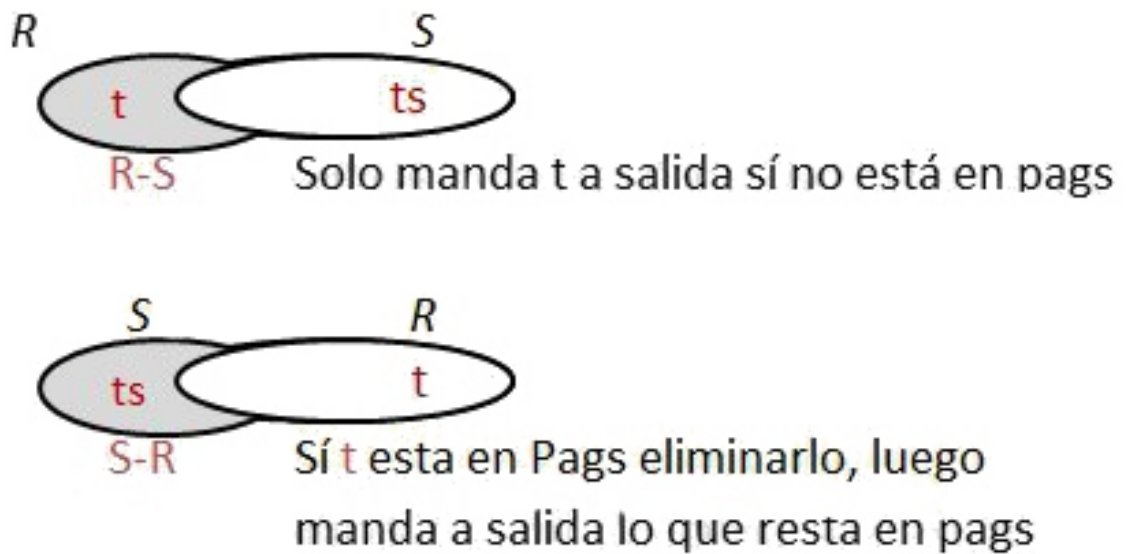 R S
t ts
R-S Solo manda t a salida sí no está en pags
S R
ts t
S-R Sí t esta en Pags eliminarlo, luego
manda a salida lo que resta en pags